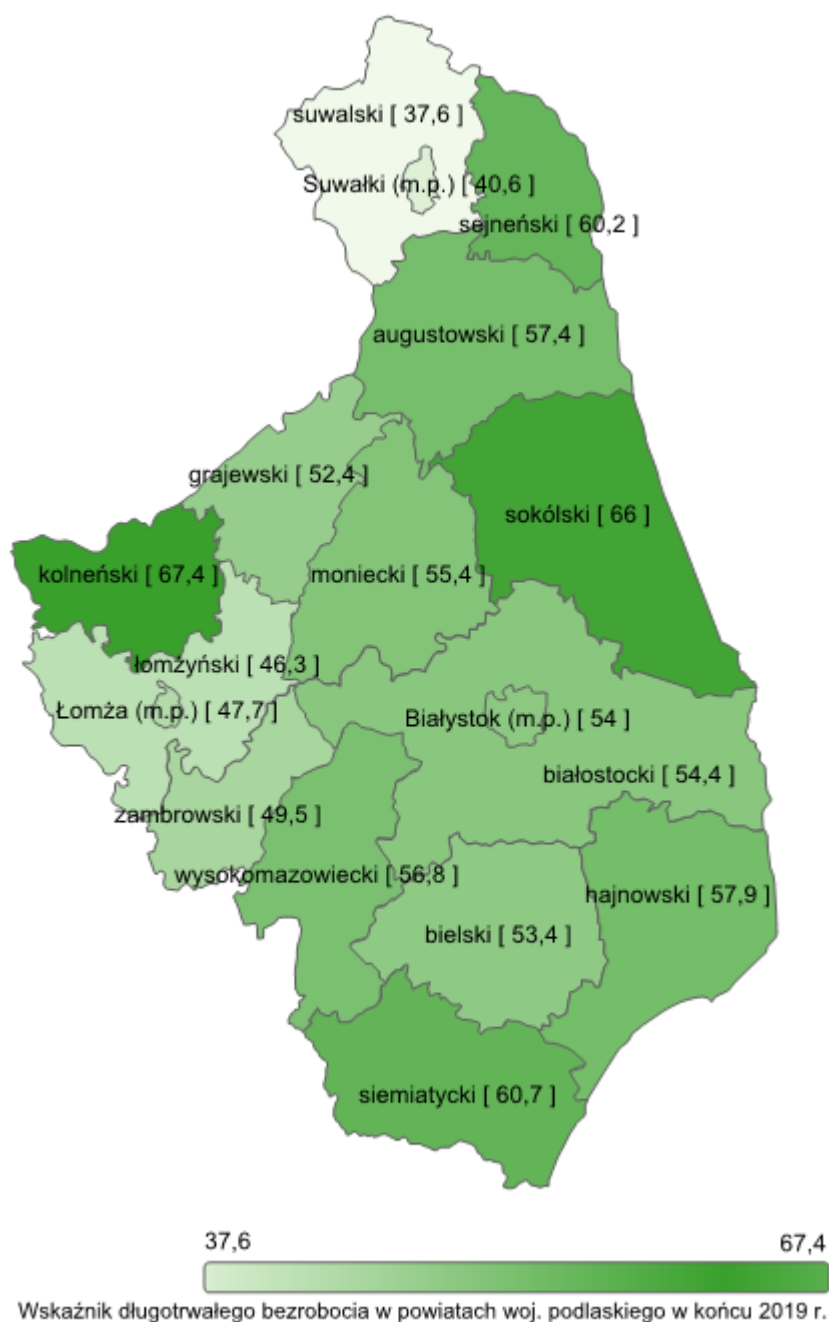 suwalski [ 37,6 ]
Suwałki (m.p.) [ 40,6 ]
sejneński [ 60,2 ]
augustowski [ 57,4 ]
grajewski [ 52,4 ]
sokólski [ 66 ]
kolneński [ 67,4 ]
moniecki [ 55,4 ]
łomżyński [ 46,3 ]
Łomża (m.p.) [ 47,7 ]
Białystok (m.p.) [ 54 ]
białostocki [ 54,4 ]
zambrowski [ 49,5 ]
wysokomazowiecki [ 56,8 ]
hajnowski [ 57,9 ]
bielski [ 53,4 ]
siemiatycki [ 60,7 ]
37,6
67,4
Wskaźnik długotrwałego bezrobocia w powiatach woj. podlaskiego w końcu 2019 r.